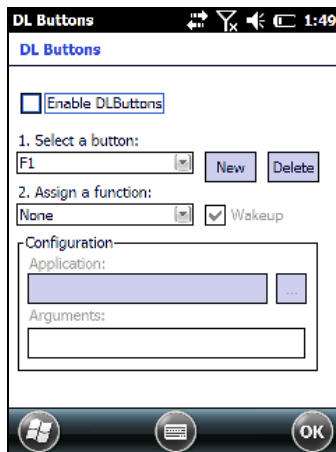 DL Buttons 1:49
DL Buttons
Enable DLButtons
1. Select a button:
F1 New Delete
2. Assign a function:
None Wakeup
Configuration
Application:
...
Arguments:
OK